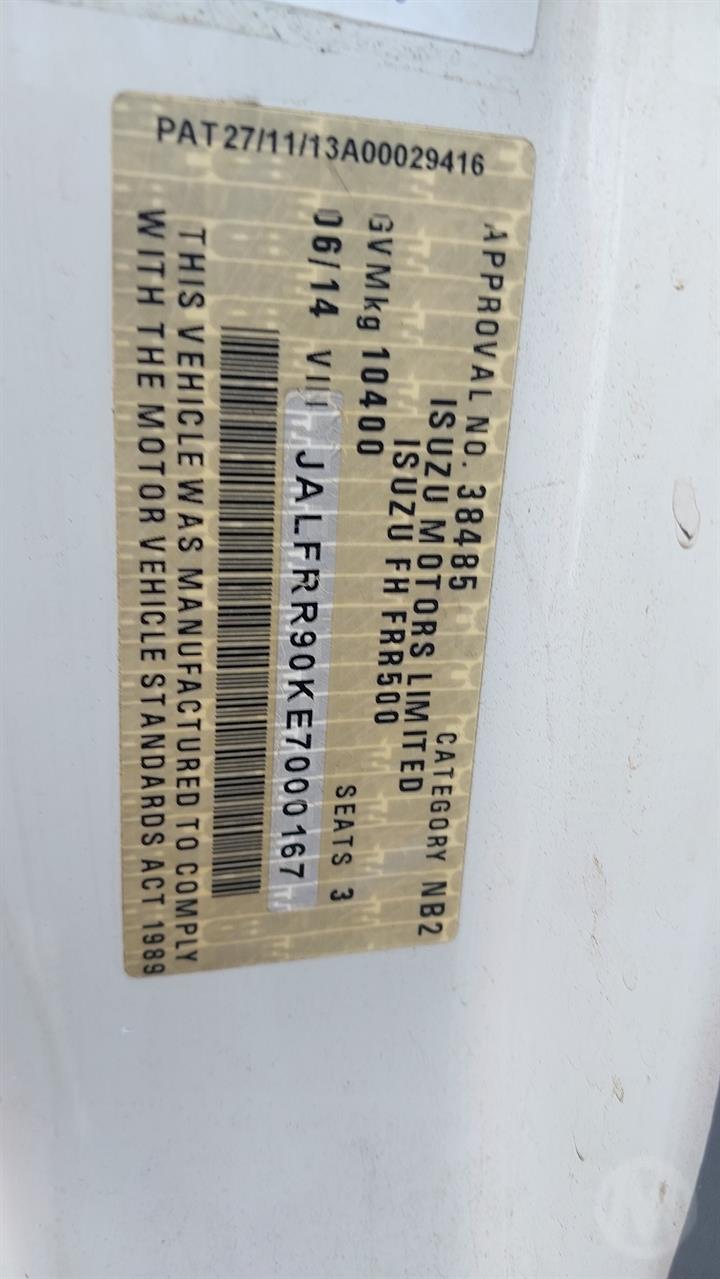 PAT27/11/13A00029416
APPROVAL NO. 38485 CATEGORY NB2
ISUZU MOTORS LIMITED
ISUZU FH FRR500
GVMkg 10400 SEATS 3
06/14 VIN JALFRR90KE7000167
THIS VEHICLE WAS MANUFACTURED TO COMPLY
WITH THE MOTOR VEHICLE STANDARDS ACT 1989